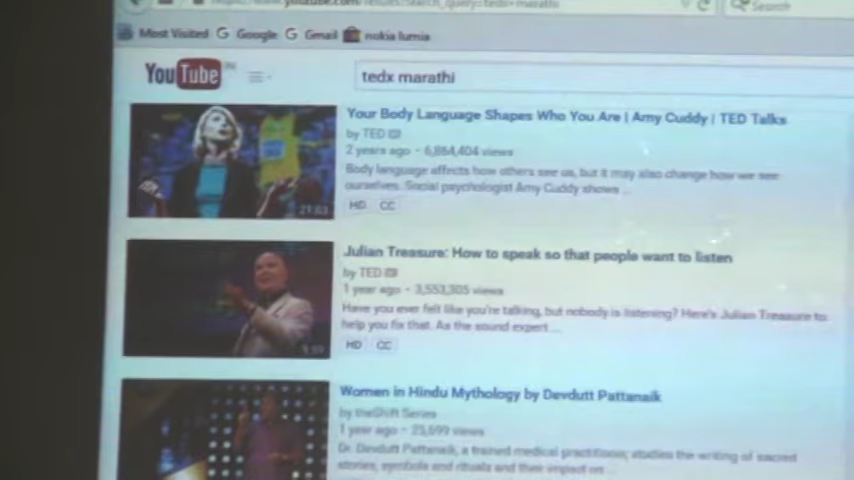 Most Visited Google Gmail nokia lumia
Search
YouTube IN
tedx marathi
Your Body Language Shapes Who You Are | Amy Cuddy | TED Talks
by TED
2 years ago • 6,864,404 views
Body language affects how others see us, but it may also change how we see
ourselves. Social psychologist Amy Cuddy shows ...
HD CC
21:03
Julian Treasure: How to speak so that people want to listen
by TED
1 year ago • 3,553,305 views
Have you ever felt like you're talking, but nobody is listening? Here's Julian Treasure to
help you fix that. As the sound expert ...
HD CC
Women in Hindu Mythology by Devdutt Pattanaik
by theShift Series
1 year ago • 25,699 views
Dr. Devdutt Pattanaik, a trained medical practitioner, studies the writing of sacred
stories, symbols and rituals and their impact on